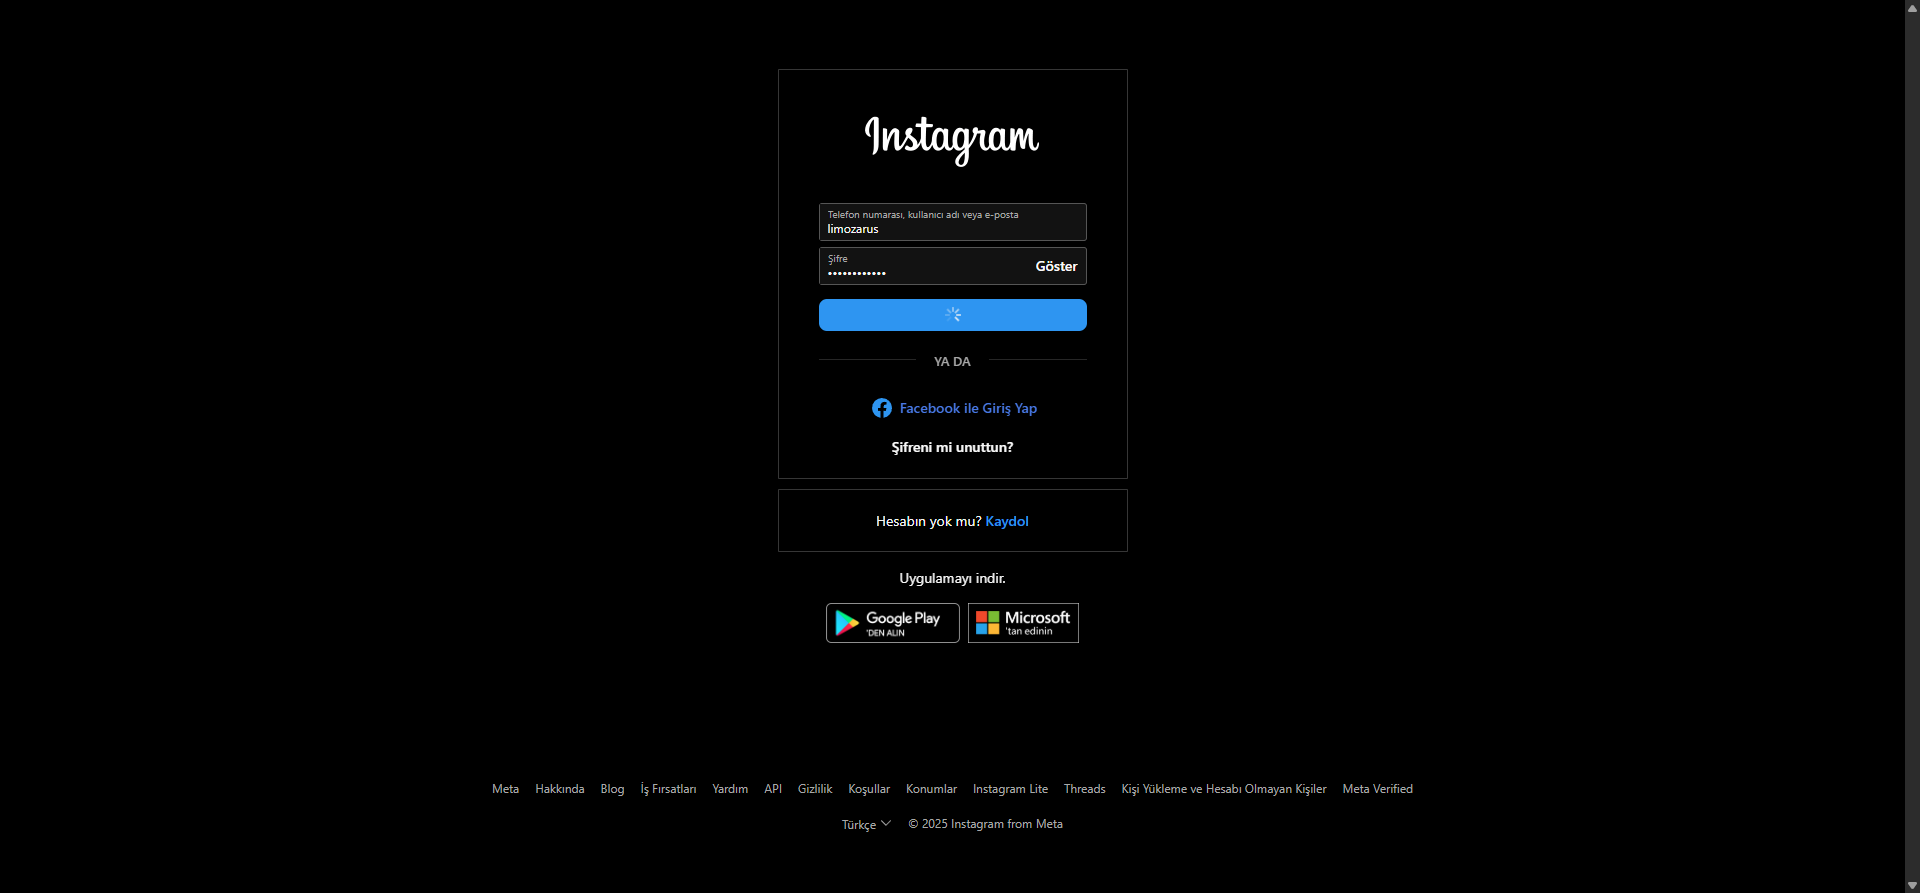 Instagram
Telefon numarası, kullanıcı adı veya e-posta
limozarus
Şifre
••••••••••••
Göster
YA DA
Facebook ile Giriş Yap
Şifreni mi unuttun?
Hesabın yok mu? Kaydol
Uygulamayı indir.
Google Play
'DEN ALIN
Microsoft
'tan edinin
Meta Hakkında Blog İş Fırsatları Yardım API Gizlilik Koşullar Konumlar Instagram Lite Threads Kişi Yükleme ve Hesabı Olmayan Kişiler Meta Verified
Türkçe © 2025 Instagram from Meta